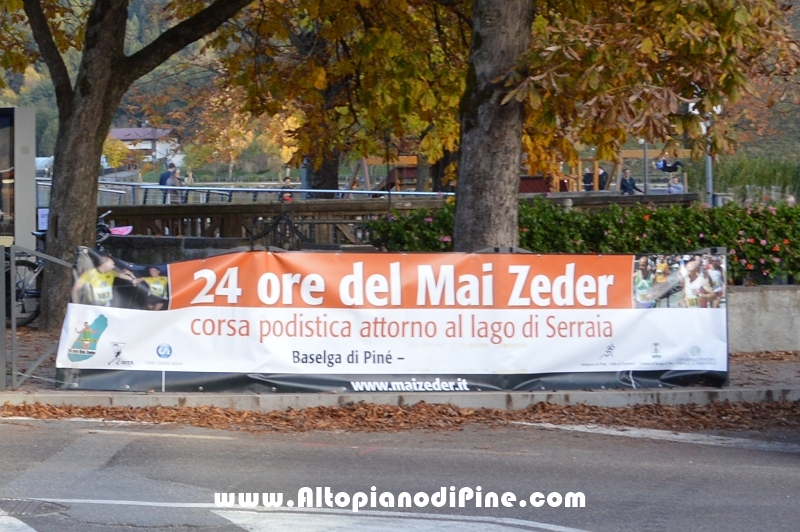 24 ore del Mai Zeder
corsa podistica attorno al lago di Serraia
Baselga di Piné –
www.maizeder.it
www.AltopianodiPine.com